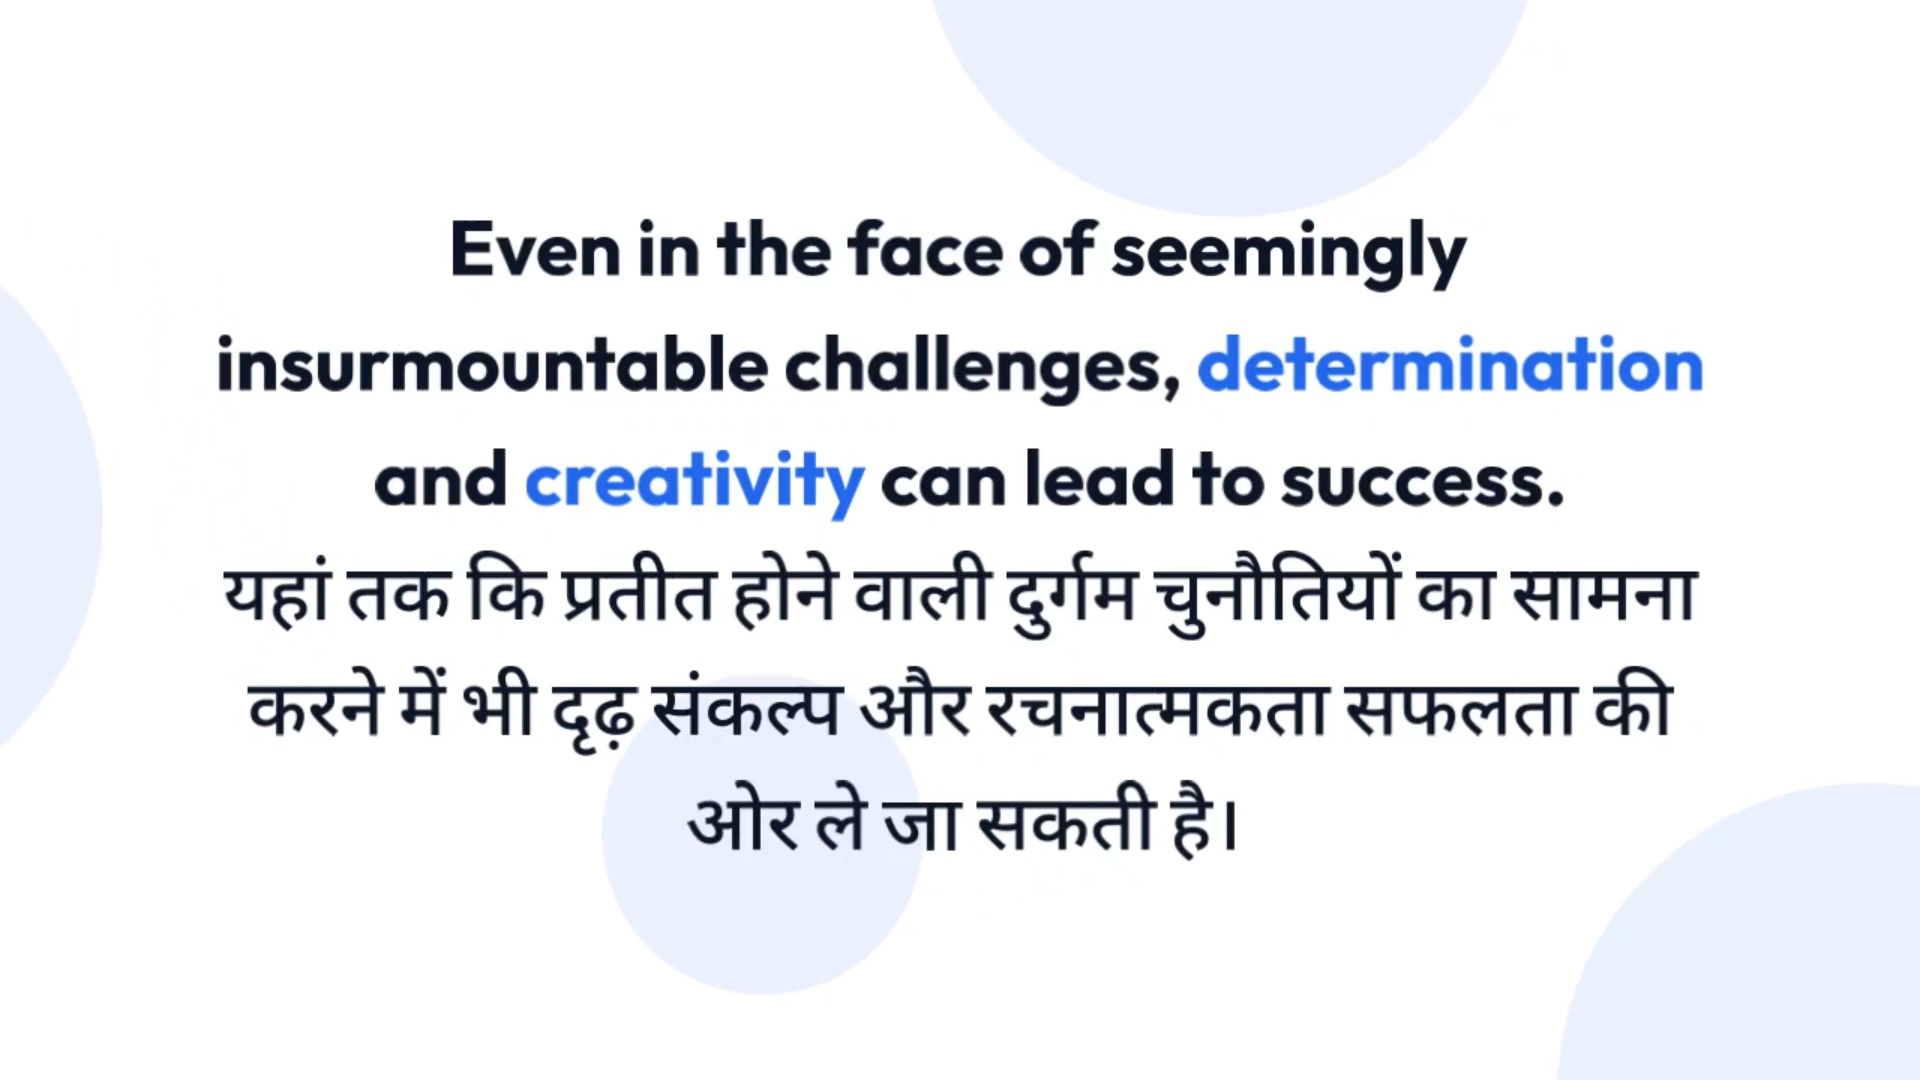 Even in the face of seemingly
insurmountable challenges, determination
and creativity can lead to success.
यहां तक कि प्रतीत होने वाली दुर्गम चुनौतियों का सामना
करने में भी दृढ़ संकल्प और रचनात्मकता सफलता की
ओर ले जा सकती है।